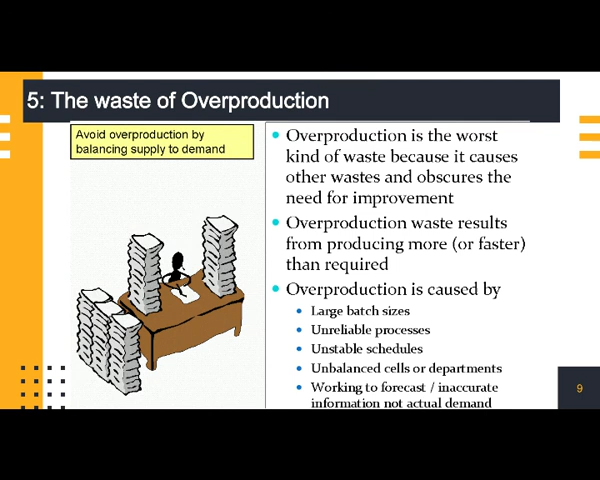 5: The waste of Overproduction
Avoid overproduction by
balancing supply to demand
Overproduction is the worst
kind of waste because it causes
other wastes and obscures the
need for improvement
Overproduction waste results
from producing more (or faster)
than required
Overproduction is caused by
Large batch sizes
Unreliable processes
Unstable schedules
Unbalanced cells or departments
Working to forecast / inaccurate
information not actual demand
9